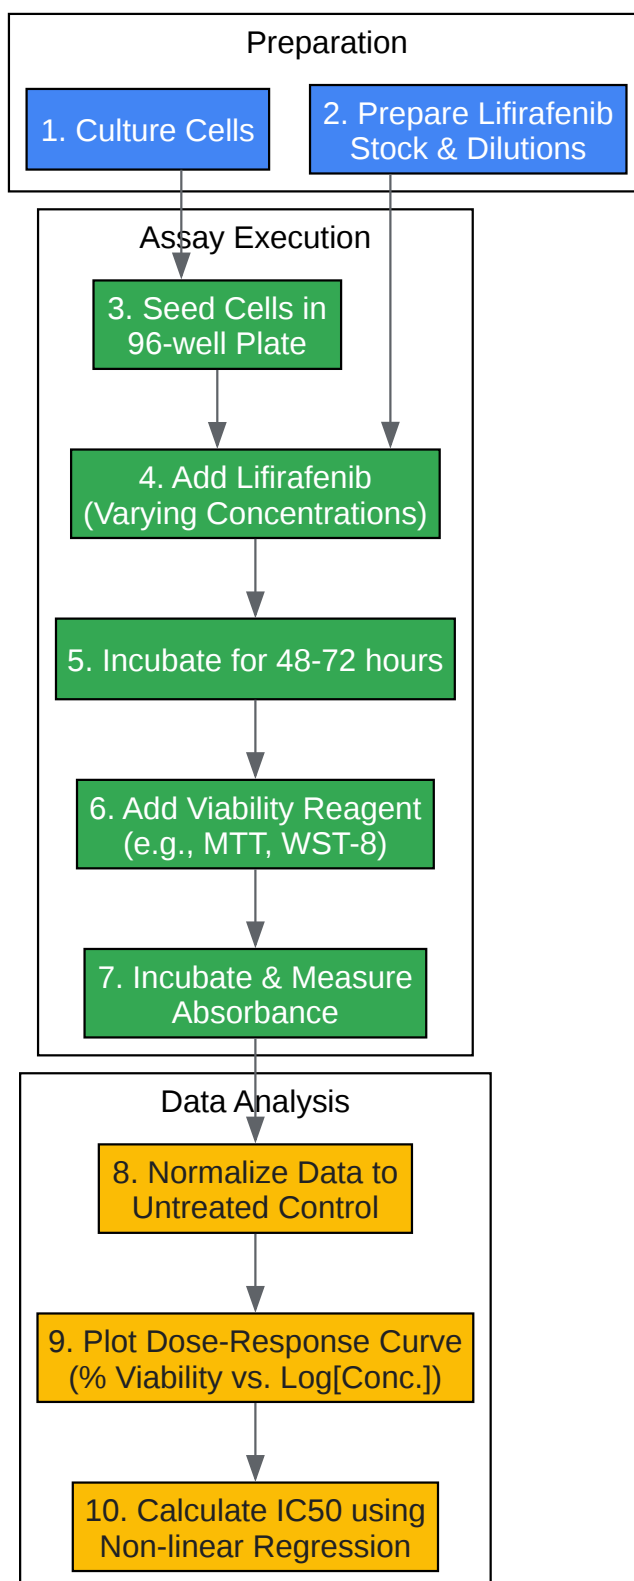 Preparation
1. Culture Cells
2. Prepare Lifirafenib
Stock & Dilutions
Assay Execution
3. Seed Cells in
96-well Plate
4. Add Lifirafenib
(Varying Concentrations)
5. Incubate for 48-72 hours
6. Add Viability Reagent
(e.g., MTT, WST-8)
7. Incubate & Measure
Absorbance
Data Analysis
8. Normalize Data to
Untreated Control
9. Plot Dose-Response Curve
(% Viability vs. Log[Conc.])
10. Calculate IC50 using
Non-linear Regression